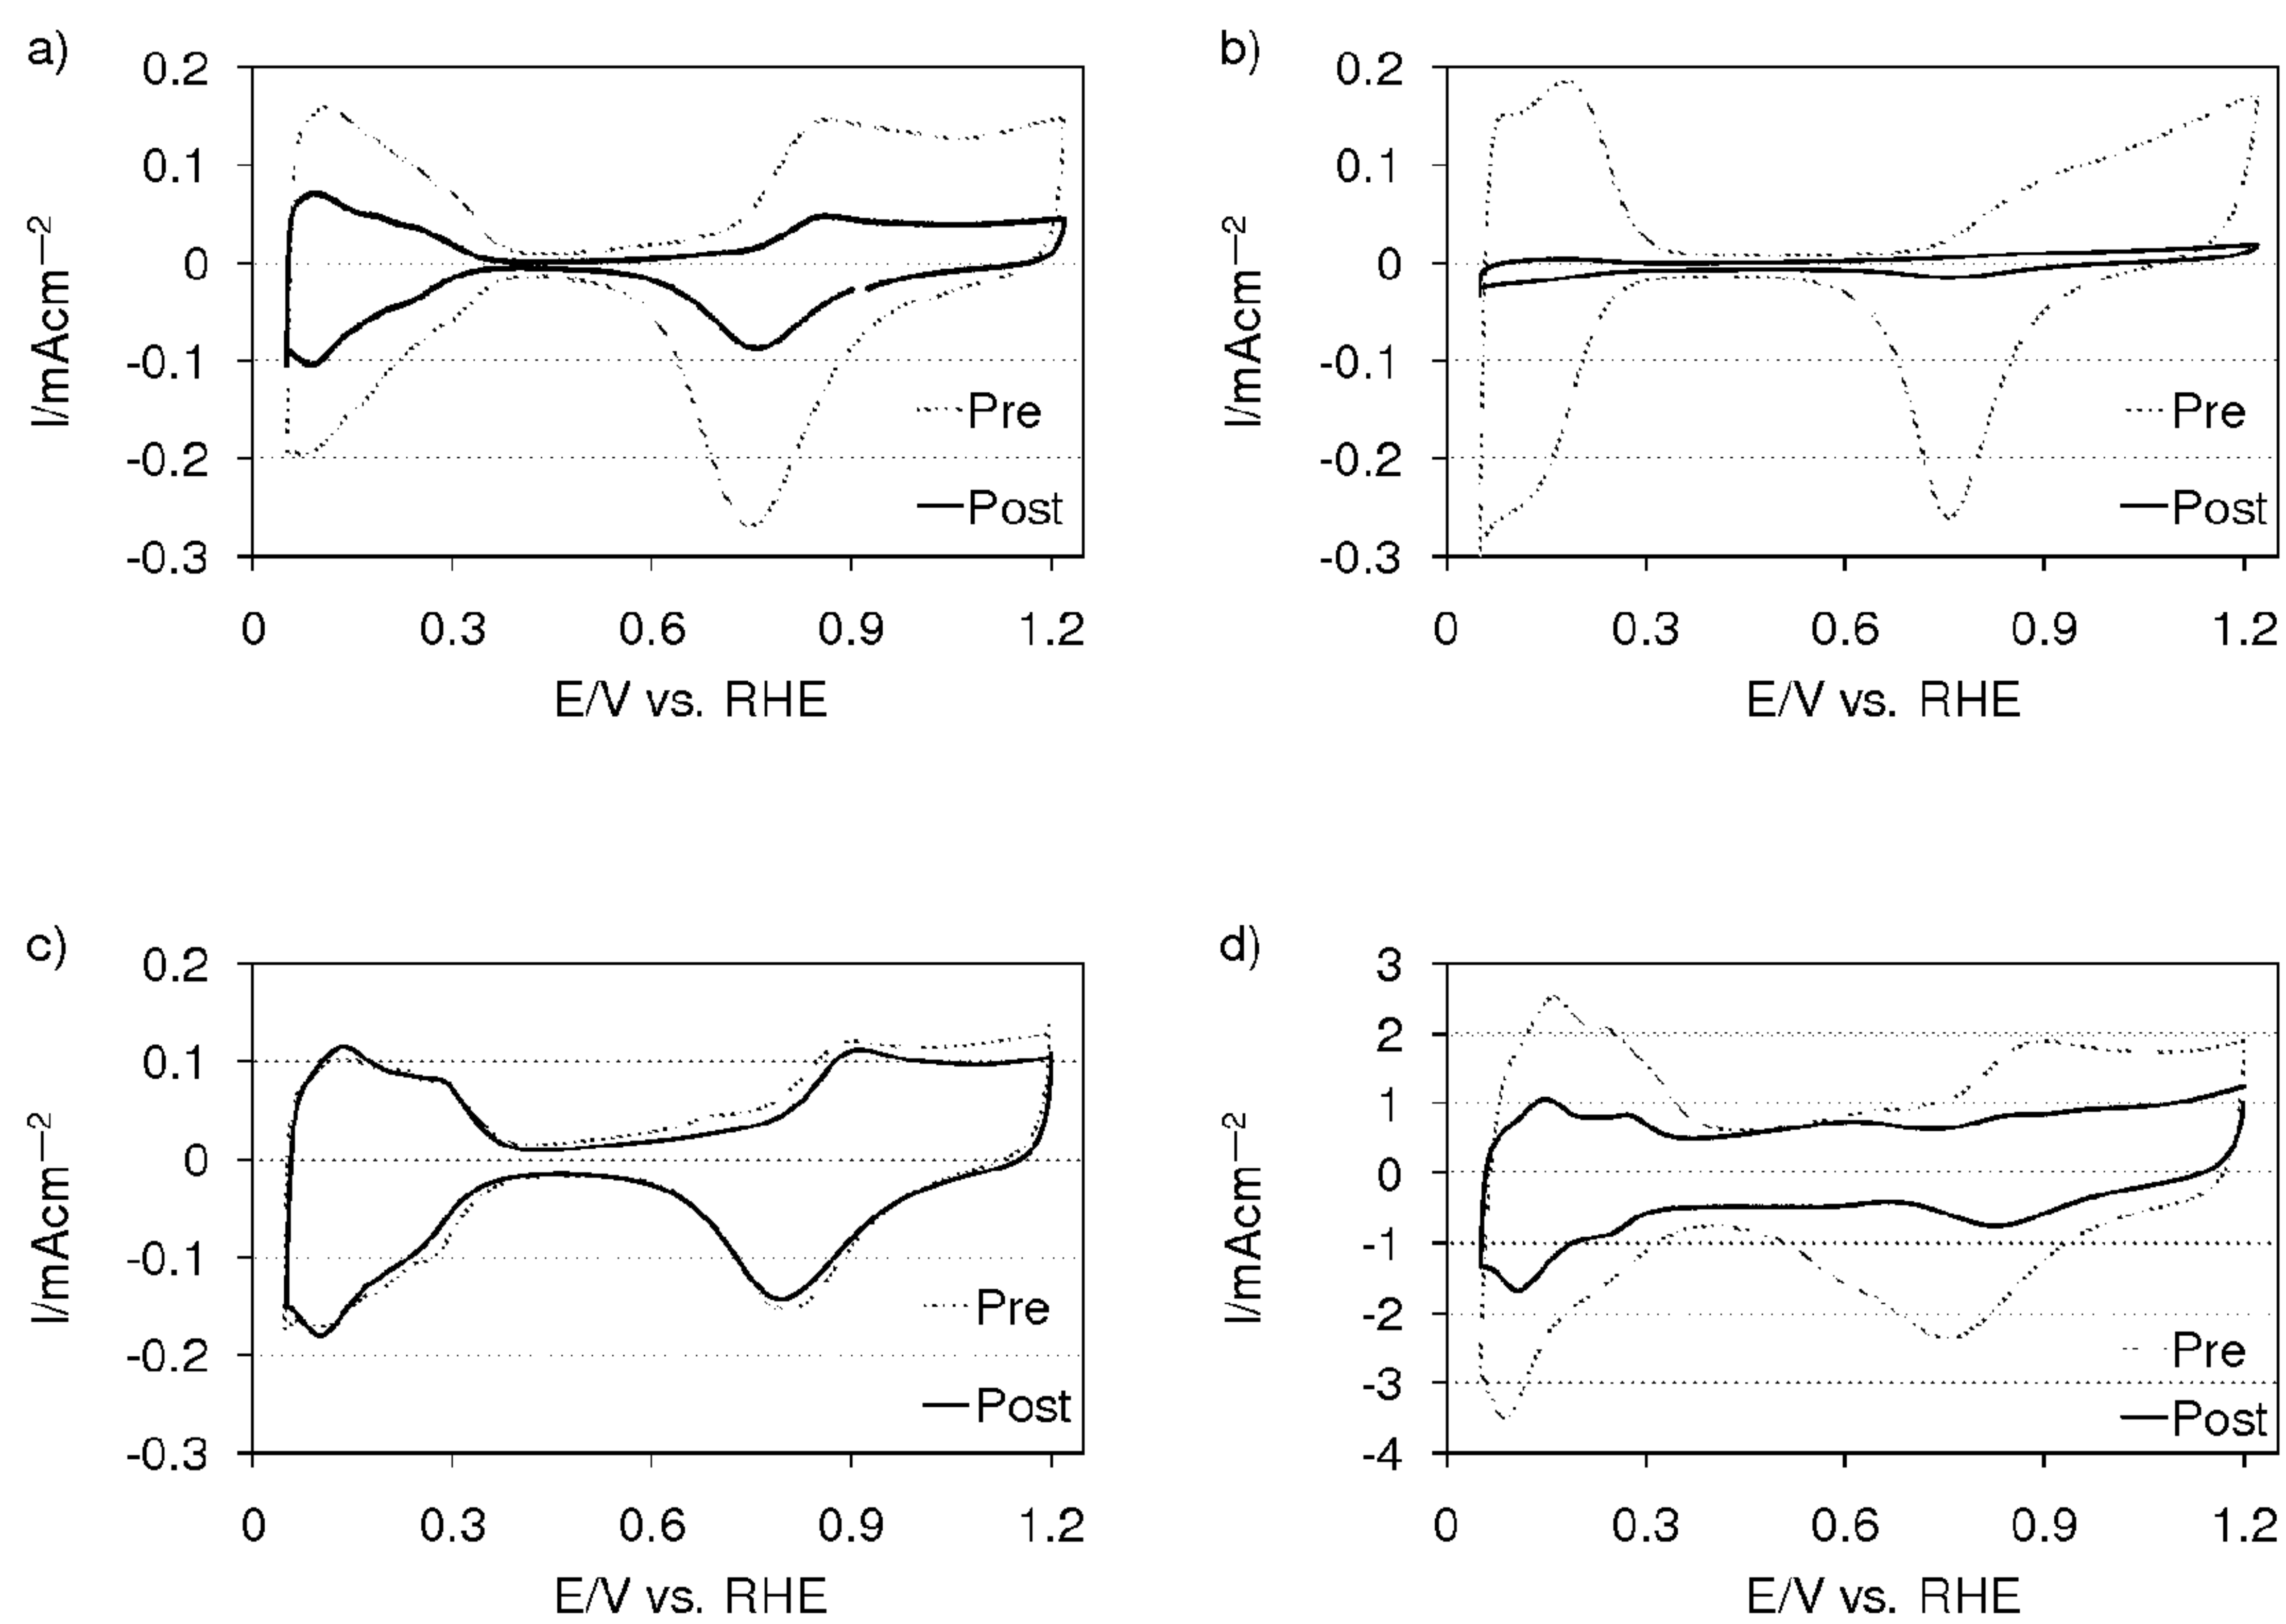 a)
0.2
0.1
0
-0.1
-0.2
-0.3
I/mAcm⁻²
Pre
Post
0 0.3 0.6 0.9 1.2
E/V vs. RHE
b)
0.2
0.1
0
-0.1
-0.2
-0.3
I/mAcm⁻²
Pre
Post
0 0.3 0.6 0.9 1.2
E/V vs. RHE
c)
0.2
0.1
0
-0.1
-0.2
-0.3
I/mAcm⁻²
Pre
Post
0 0.3 0.6 0.9 1.2
E/V vs. RHE
d)
3
2
1
0
-1
-2
-3
-4
I/mAcm⁻²
Pre
Post
0 0.3 0.6 0.9 1.2
E/V vs. RHE